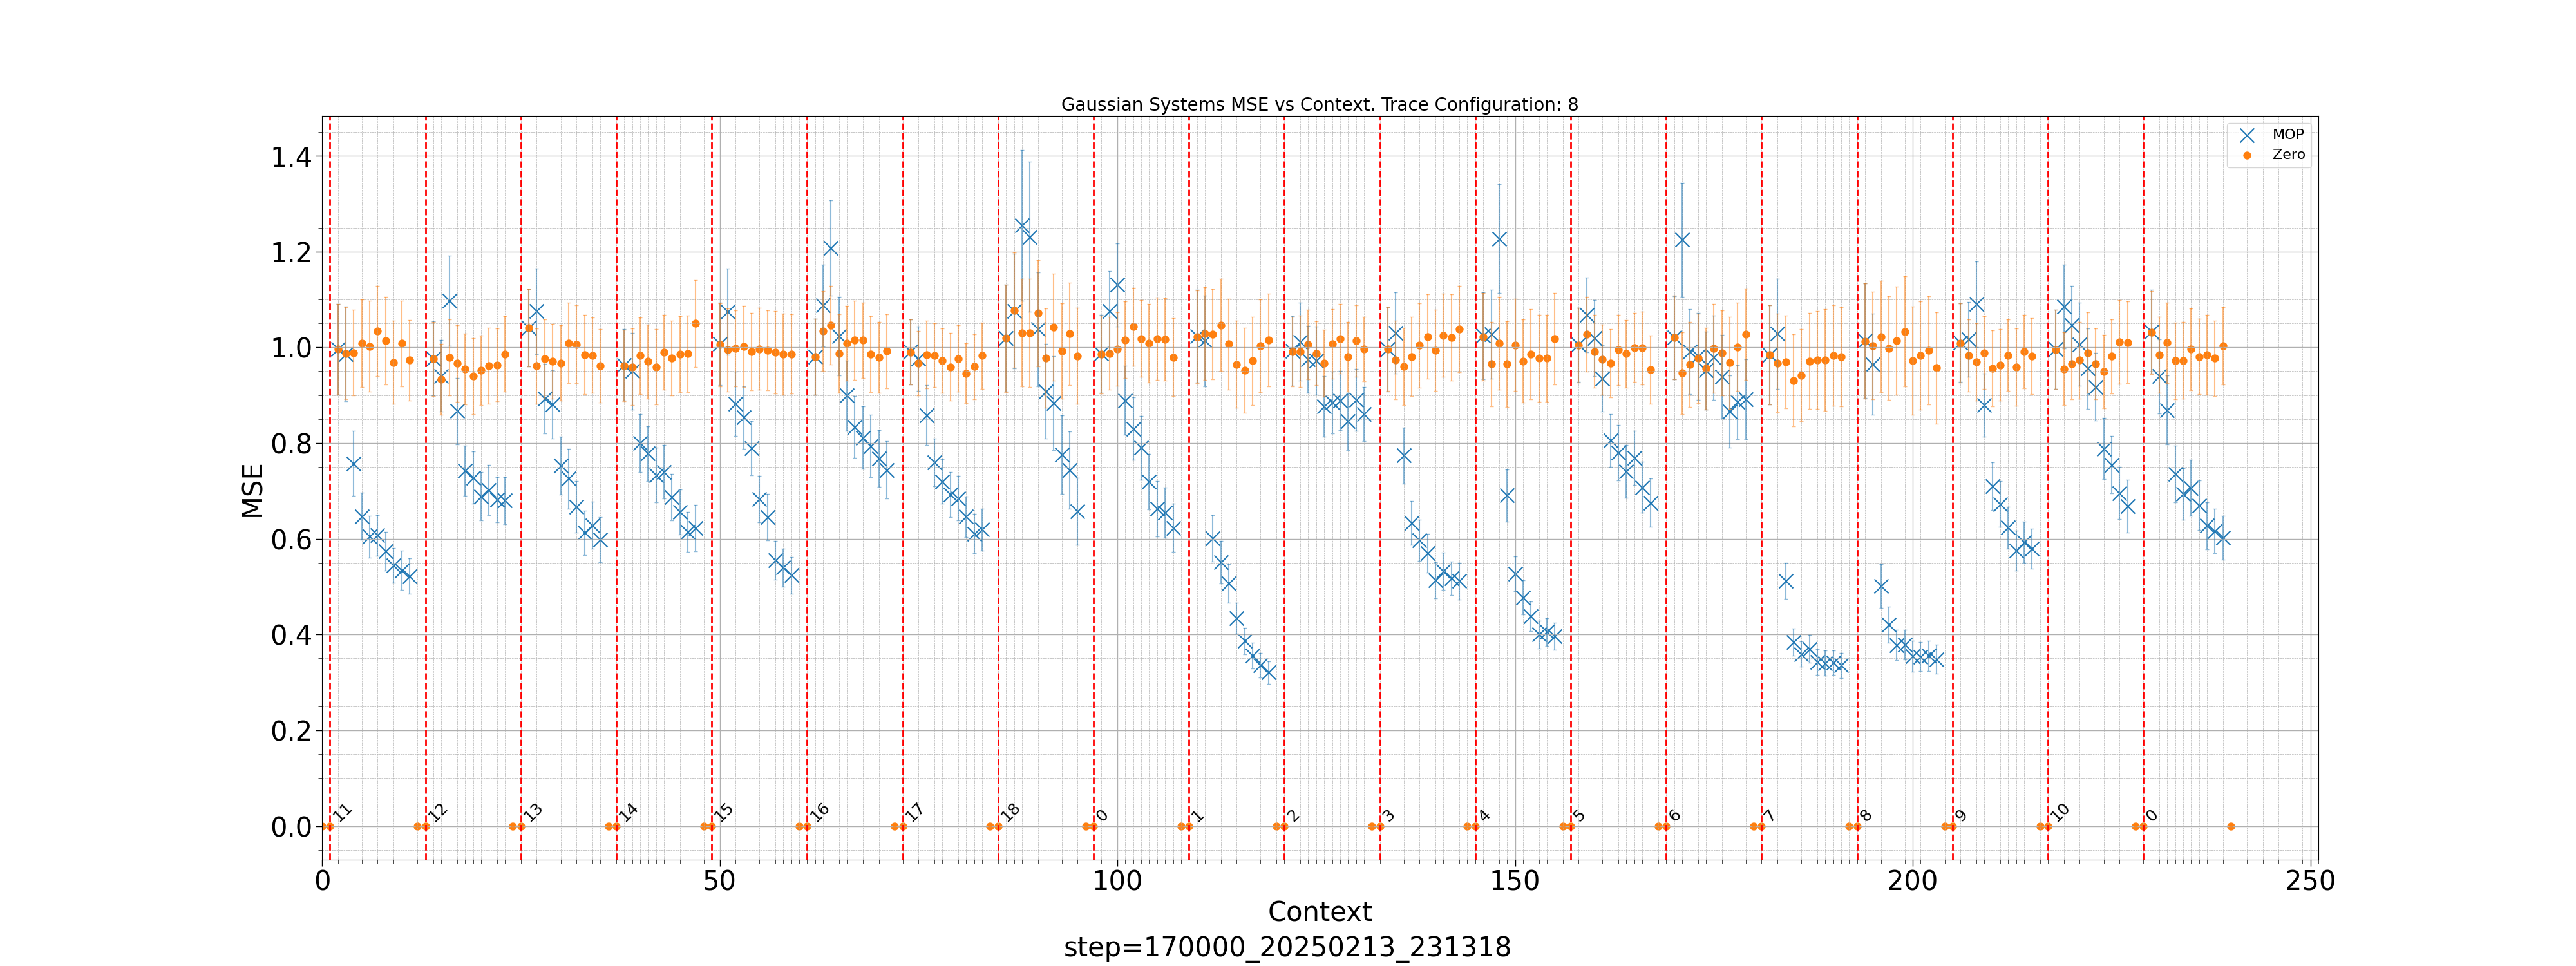 Gaussian Systems MSE vs Context. Trace Configuration: 8
MOP
Zero
MSE
1.4
1.2
1.0
0.8
0.6
0.4
0.2
0.0
11 12 13 14 15 16 17 18 0 1 2 3 4 5 6 7 8 9 10 0
0 50 100 150 200 250
Context
step=170000_20250213_231318